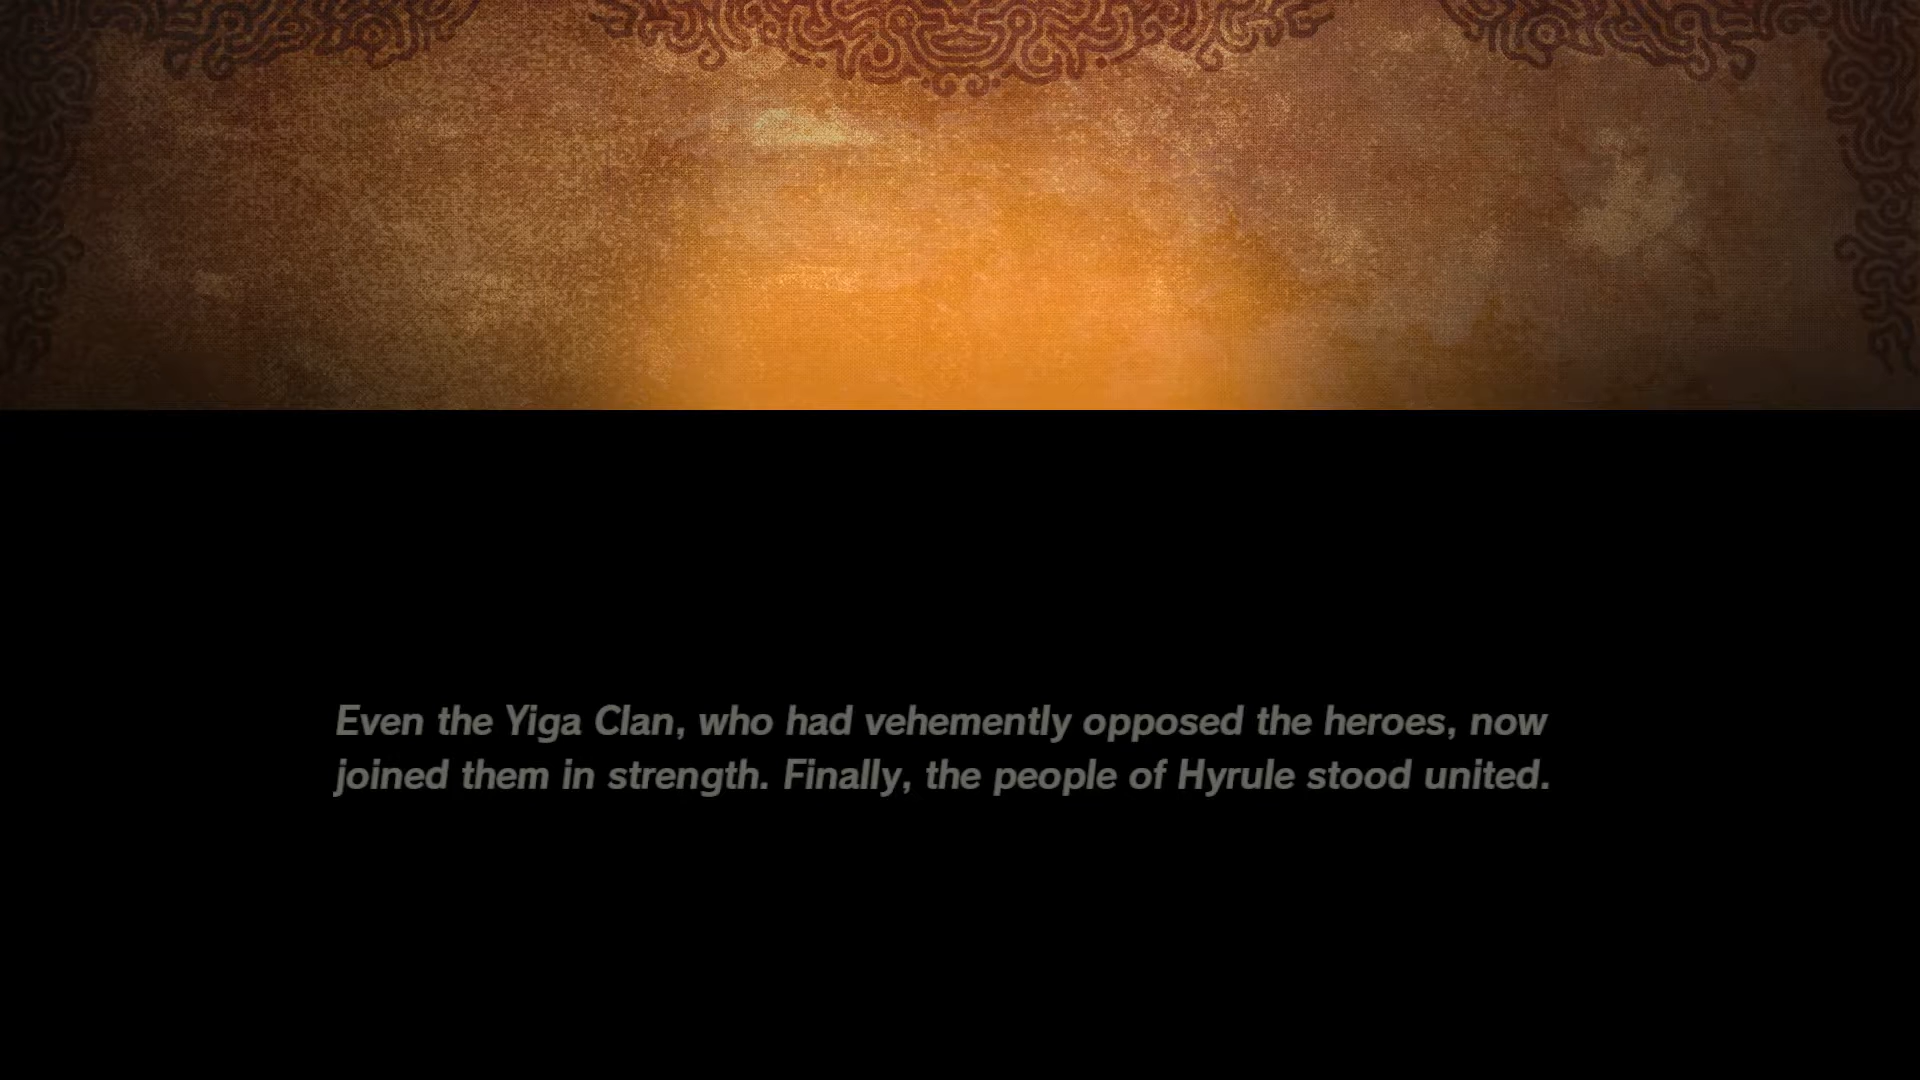 Even the Yiga Clan, who had vehemently opposed the heroes, now
joined them in strength. Finally, the people of Hyrule stood united.